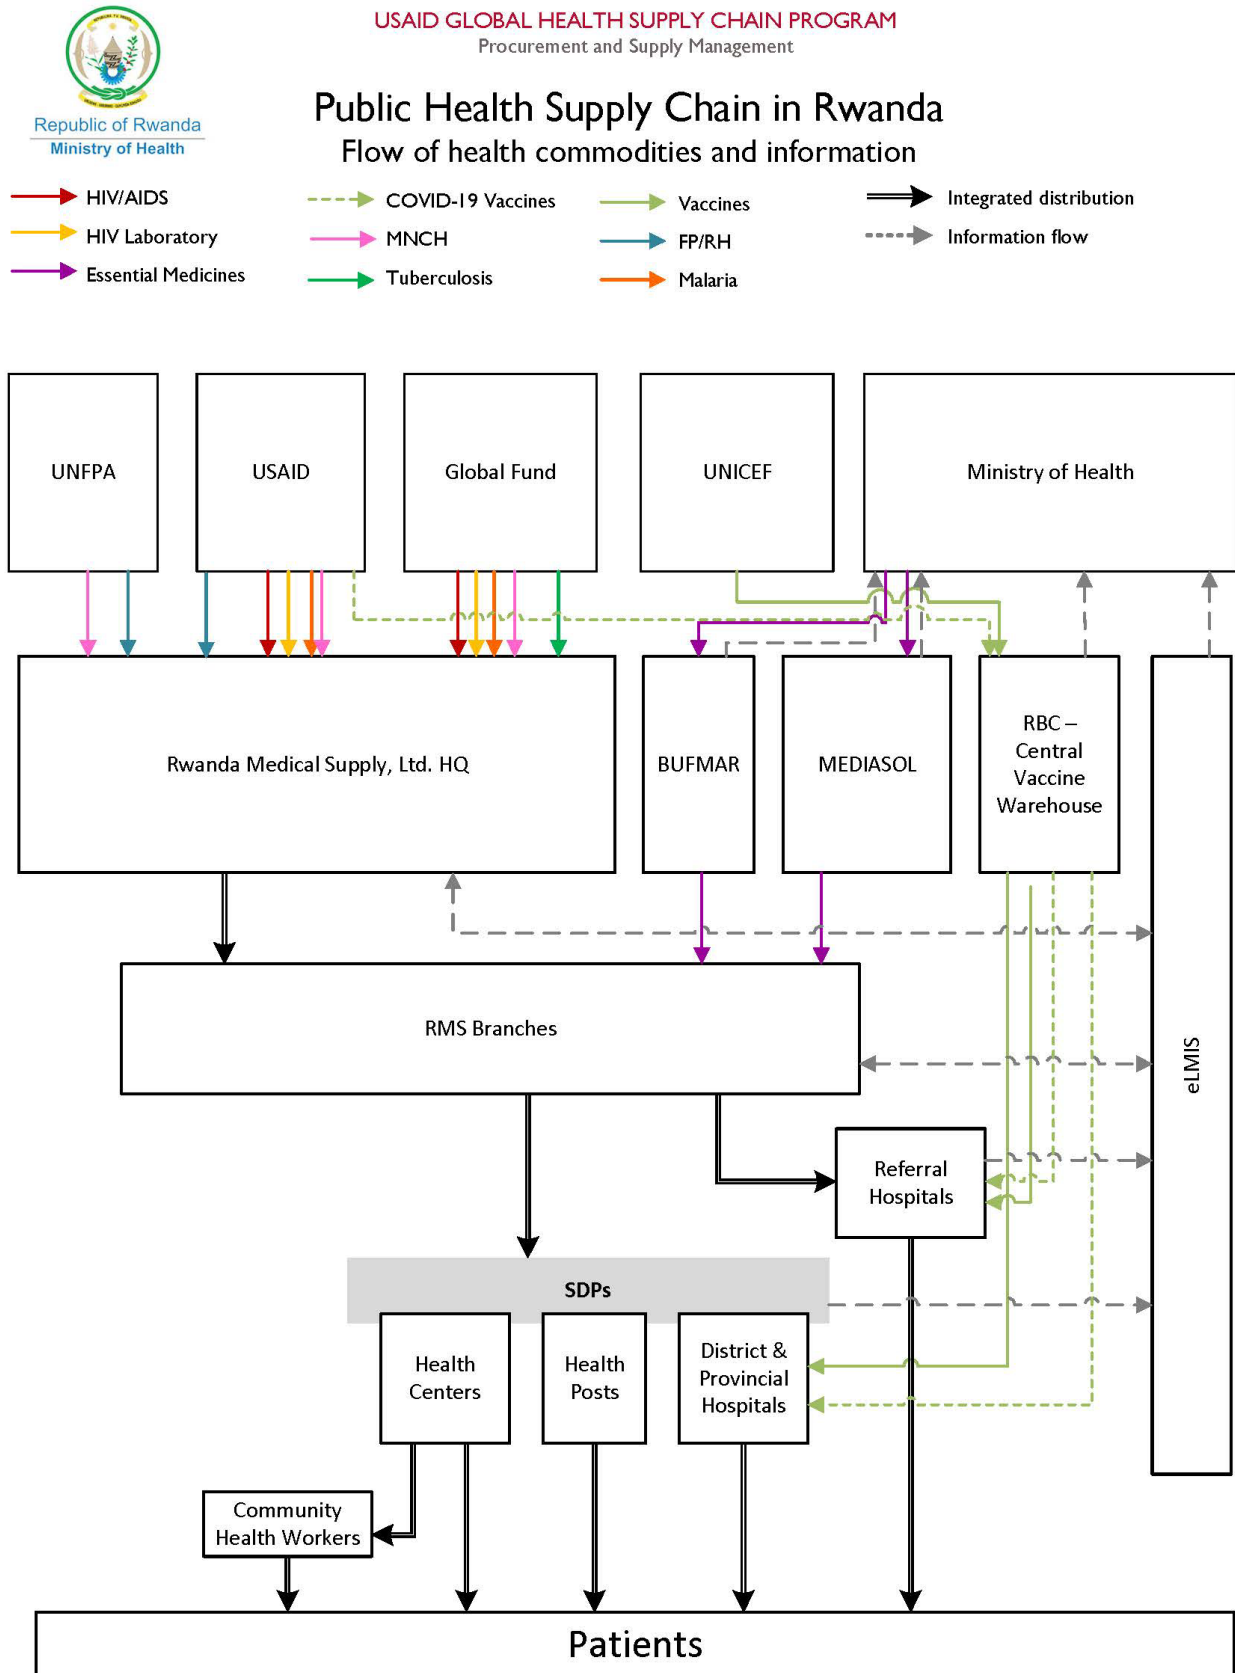 USAID GLOBAL HEALTH SUPPLY CHAIN PROGRAM
Procurement and Supply Management
Republic of Rwanda
Ministry of Health
Public Health Supply Chain in Rwanda
Flow of health commodities and information
HIV/AIDS
HIV Laboratory
Essential Medicines
COVID-19 Vaccines
MNCH
Tuberculosis
Vaccines
FP/RH
Malaria
Integrated distribution
Information flow
UNFPA
USAID
Global Fund
UNICEF
Ministry of Health
Rwanda Medical Supply, Ltd. HQ
BUFMAR
MEDIASOL
RBC –
Central
Vaccine
Warehouse
RMS Branches
eLMIS
Referral
Hospitals
SDPs
Health
Centers
Health
Posts
District &
Provincial
Hospitals
Community
Health Workers
Patients